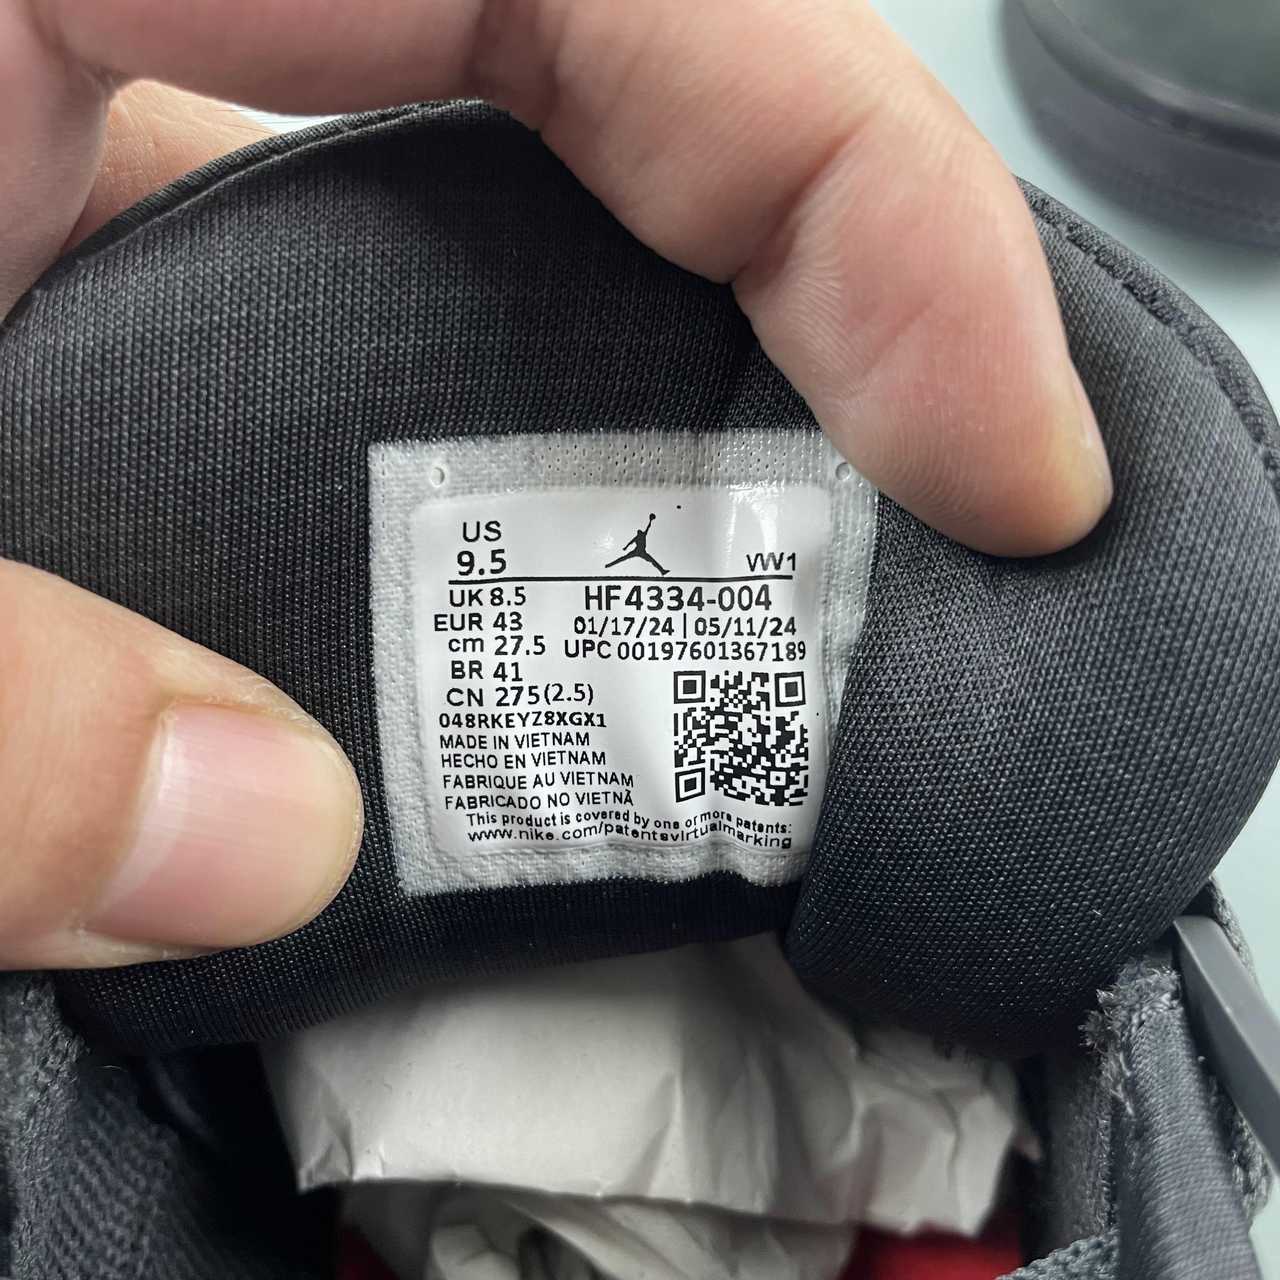 US
9.5
VW1
UK 8.5
HF4334-004
EUR 43
01/17/24 | 05/11/24
cm 27.5
UPC 00197601367189
BR 41
CN 275(2.5)
048RKEYZ8XGX1
MADE IN VIETNAM
HECHO EN VIETNAM
FABRIQUE AU VIETNAM
FABRICADO NO VIETNÃ
This product is covered by one or more patents:
www.nike.com/patentsvirtualmarking